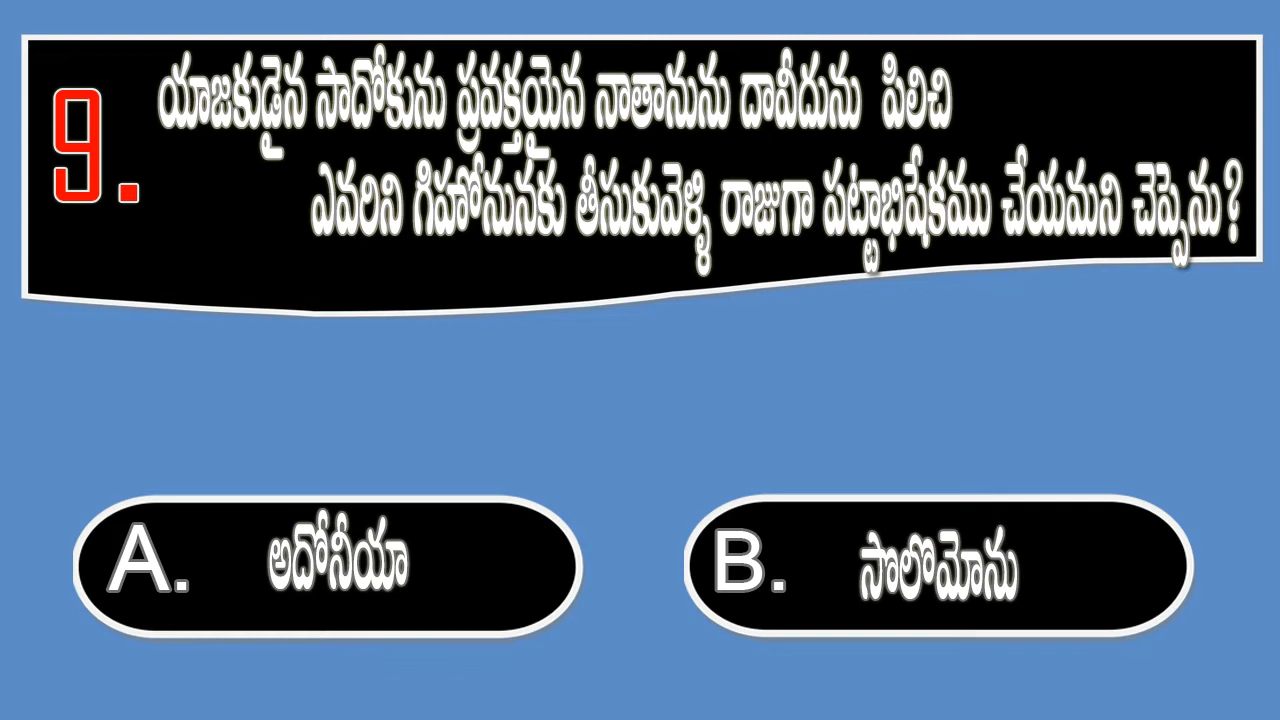 9. యాజకుడైన సాదోకును ప్రవక్తయైన నాతానును దావీదును పిలిచి
ఎవరిని గిహోనునకు తీసుకువెళ్ళి రాజుగా పట్టాభిషేకము చేయమని చెప్పెను?
A. అదోనీయా
B. సొలొమోను